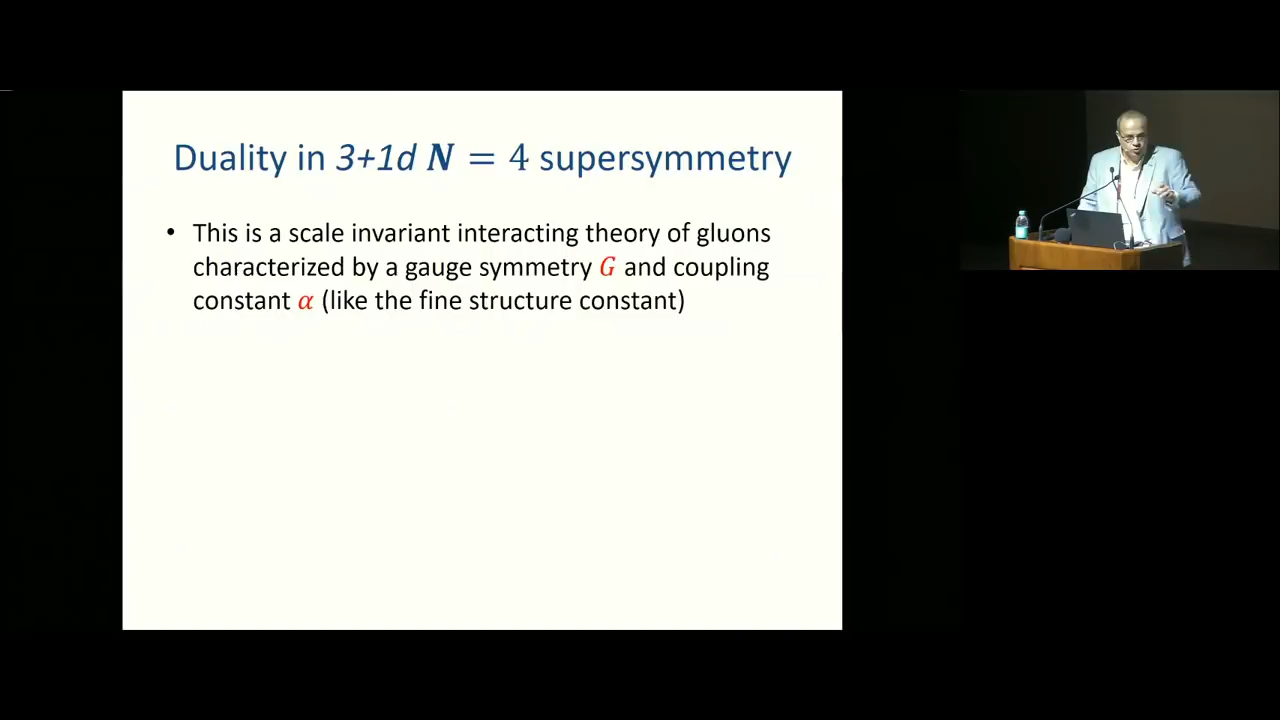 Duality in 3+1d N = 4 supersymmetry
• This is a scale invariant interacting theory of gluons
characterized by a gauge symmetry G and coupling
constant α (like the fine structure constant)